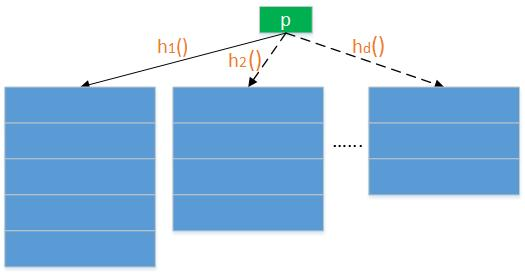 p
h1()
h2()
hd()
......